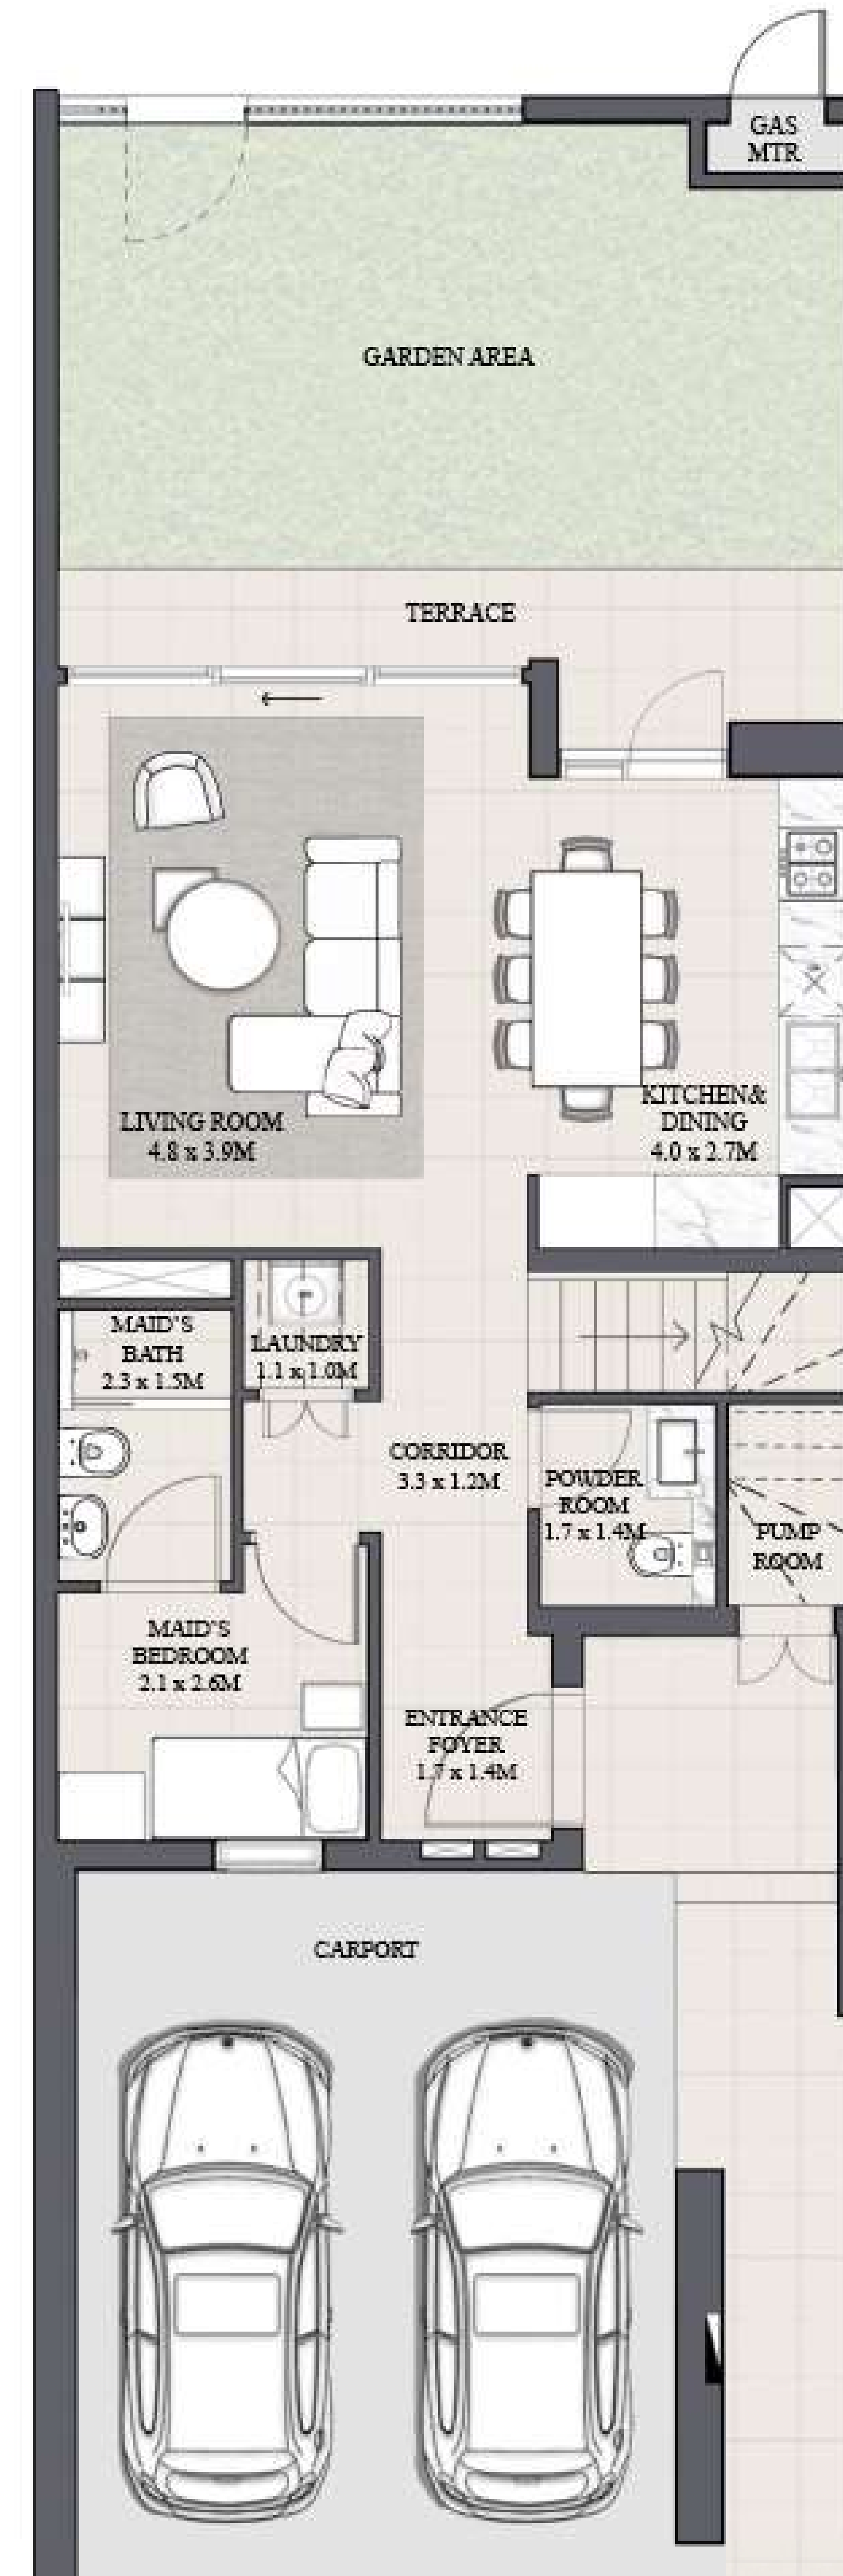 GAS
MTR
GARDEN AREA
TERRACE
KITCHEN&
DINING
4.0 x 2.7M
LIVING ROOM
4.8 x 3.9M
MAID'S
BATH
2.3 x 1.5M
LAUNDRY
1.1 x 1.0M
CORRIDOR
3.3 x 1.2M
POWDER
ROOM
1.7 x 1.4M
PUMP
ROOM
MAID'S
BEDROOM
2.1 x 2.6M
ENTRANCE
FOYER
1.7 x 1.4M
CARPORT